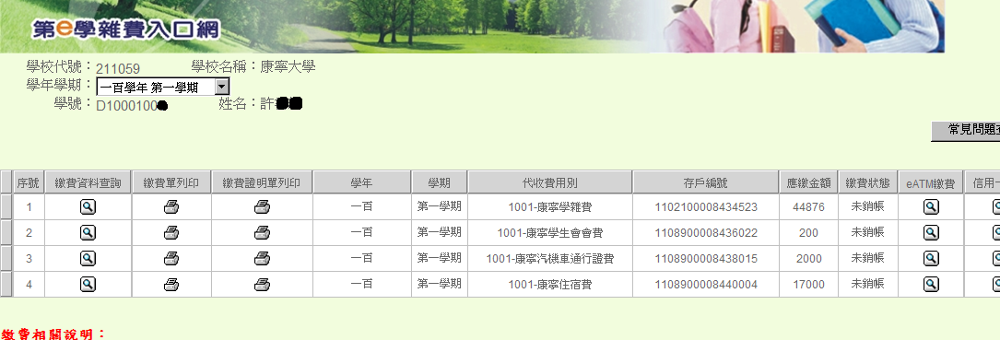 第e學雜費入口網
學校代號：211059 學校名稱：康寧大學
學年學期：一百學年 第一學期
學號：D1000100 姓名：許
常見問題
序號 繳費資料查詢 繳費單列印 繳費證明單列印 學年 學期 代收費用別 存戶編號 應繳金額 繳費狀態 eATM繳費 信用
1 一百 第一學期 1001-康寧學雜費 1102100008434523 44876 未銷帳
2 一百 第一學期 1001-康寧學生會會費 1108900008436022 200 未銷帳
3 一百 第一學期 1001-康寧汽機車通行證費 1108900008438015 2000 未銷帳
4 一百 第一學期 1001-康寧住宿費 1108900008440004 17000 未銷帳
繳費相關說明：